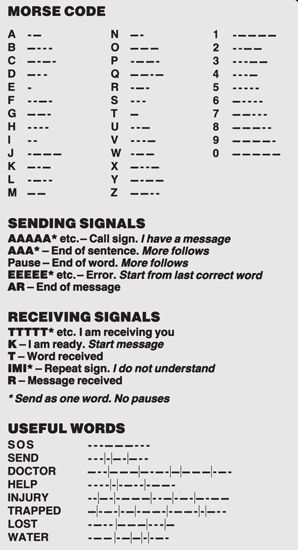 MORSE CODE
A ·— N —· 1 ·————
B —··· O ——— 2 ··———
C —·—· P ·——· 3 ···——
D —·· Q ——·— 4 ····—
E · R ·—· 5 ·····
F ··—· S ··· 6 —····
G ——· T — 7 ——···
H ···· U ··— 8 ———··
I ·· V ···— 9 ————·
J ·——— W ·—— 0 —————
K —·— X —··—
L ·—·· Y —·——
M —— Z ——··
SENDING SIGNALS
AAAAA* etc. – Call sign. I have a message
AAA* – End of sentence. More follows
Pause – End of word. More follows
EEEEE* etc. – Error. Start from last correct word
AR – End of message
RECEIVING SIGNALS
TTTTT* etc. I am receiving you
K – I am ready. Start message
T – Word received
IMI* – Repeat sign. I do not understand
R – Message received
* Send as one word. No pauses
USEFUL WORDS
SOS ···———···
SEND ···|·|—·|—··
DOCTOR —··|———|—·—·|—|———|·—·
HELP ····|·|·—··|·——·
INJURY ··|—·|·———|··—|·—·|—·——
TRAPPED —|·—·|·—|·——·|·——·|·|—··
LOST ·—··|———|···|—
WATER ·——|·—|—|·|·—·